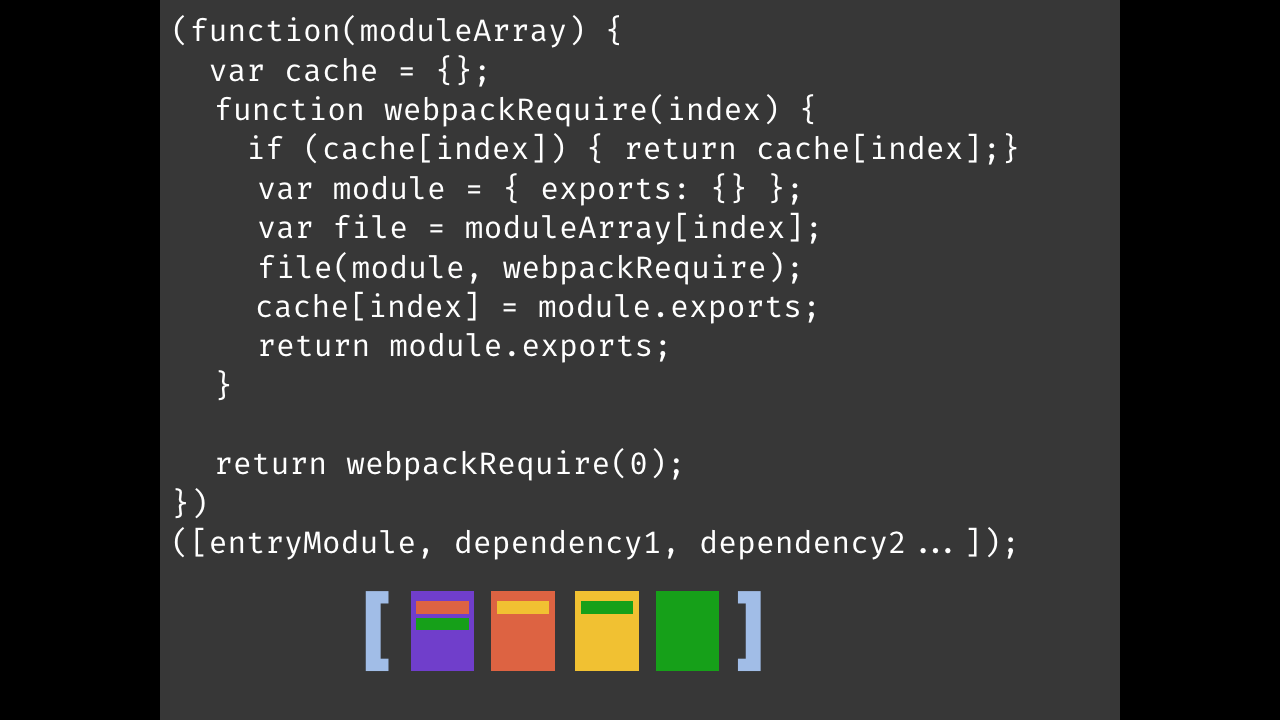 (function(moduleArray) {
  var cache = {};
  function webpackRequire(index) {
    if (cache[index]) { return cache[index];}
    var module = { exports: {} };
    var file = moduleArray[index];
    file(module, webpackRequire);
    cache[index] = module.exports;
    return module.exports;
  }
  return webpackRequire(0);
})
([entryModule, dependency1, dependency2...]);
[ ]